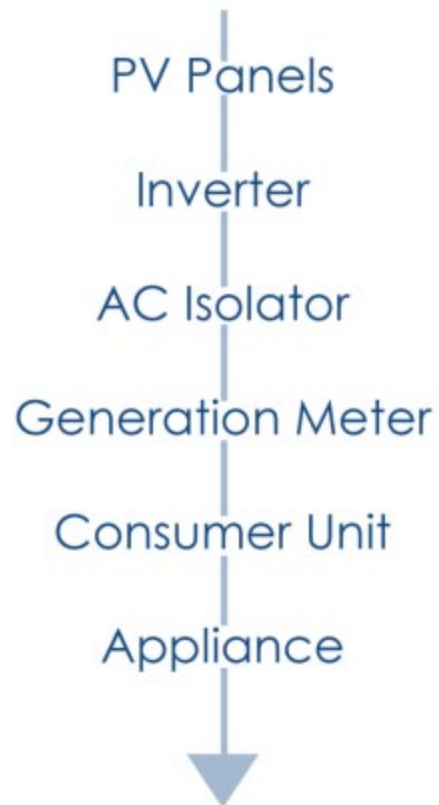 PV Panels
Inverter
AC Isolator
Generation Meter
Consumer Unit
Appliance